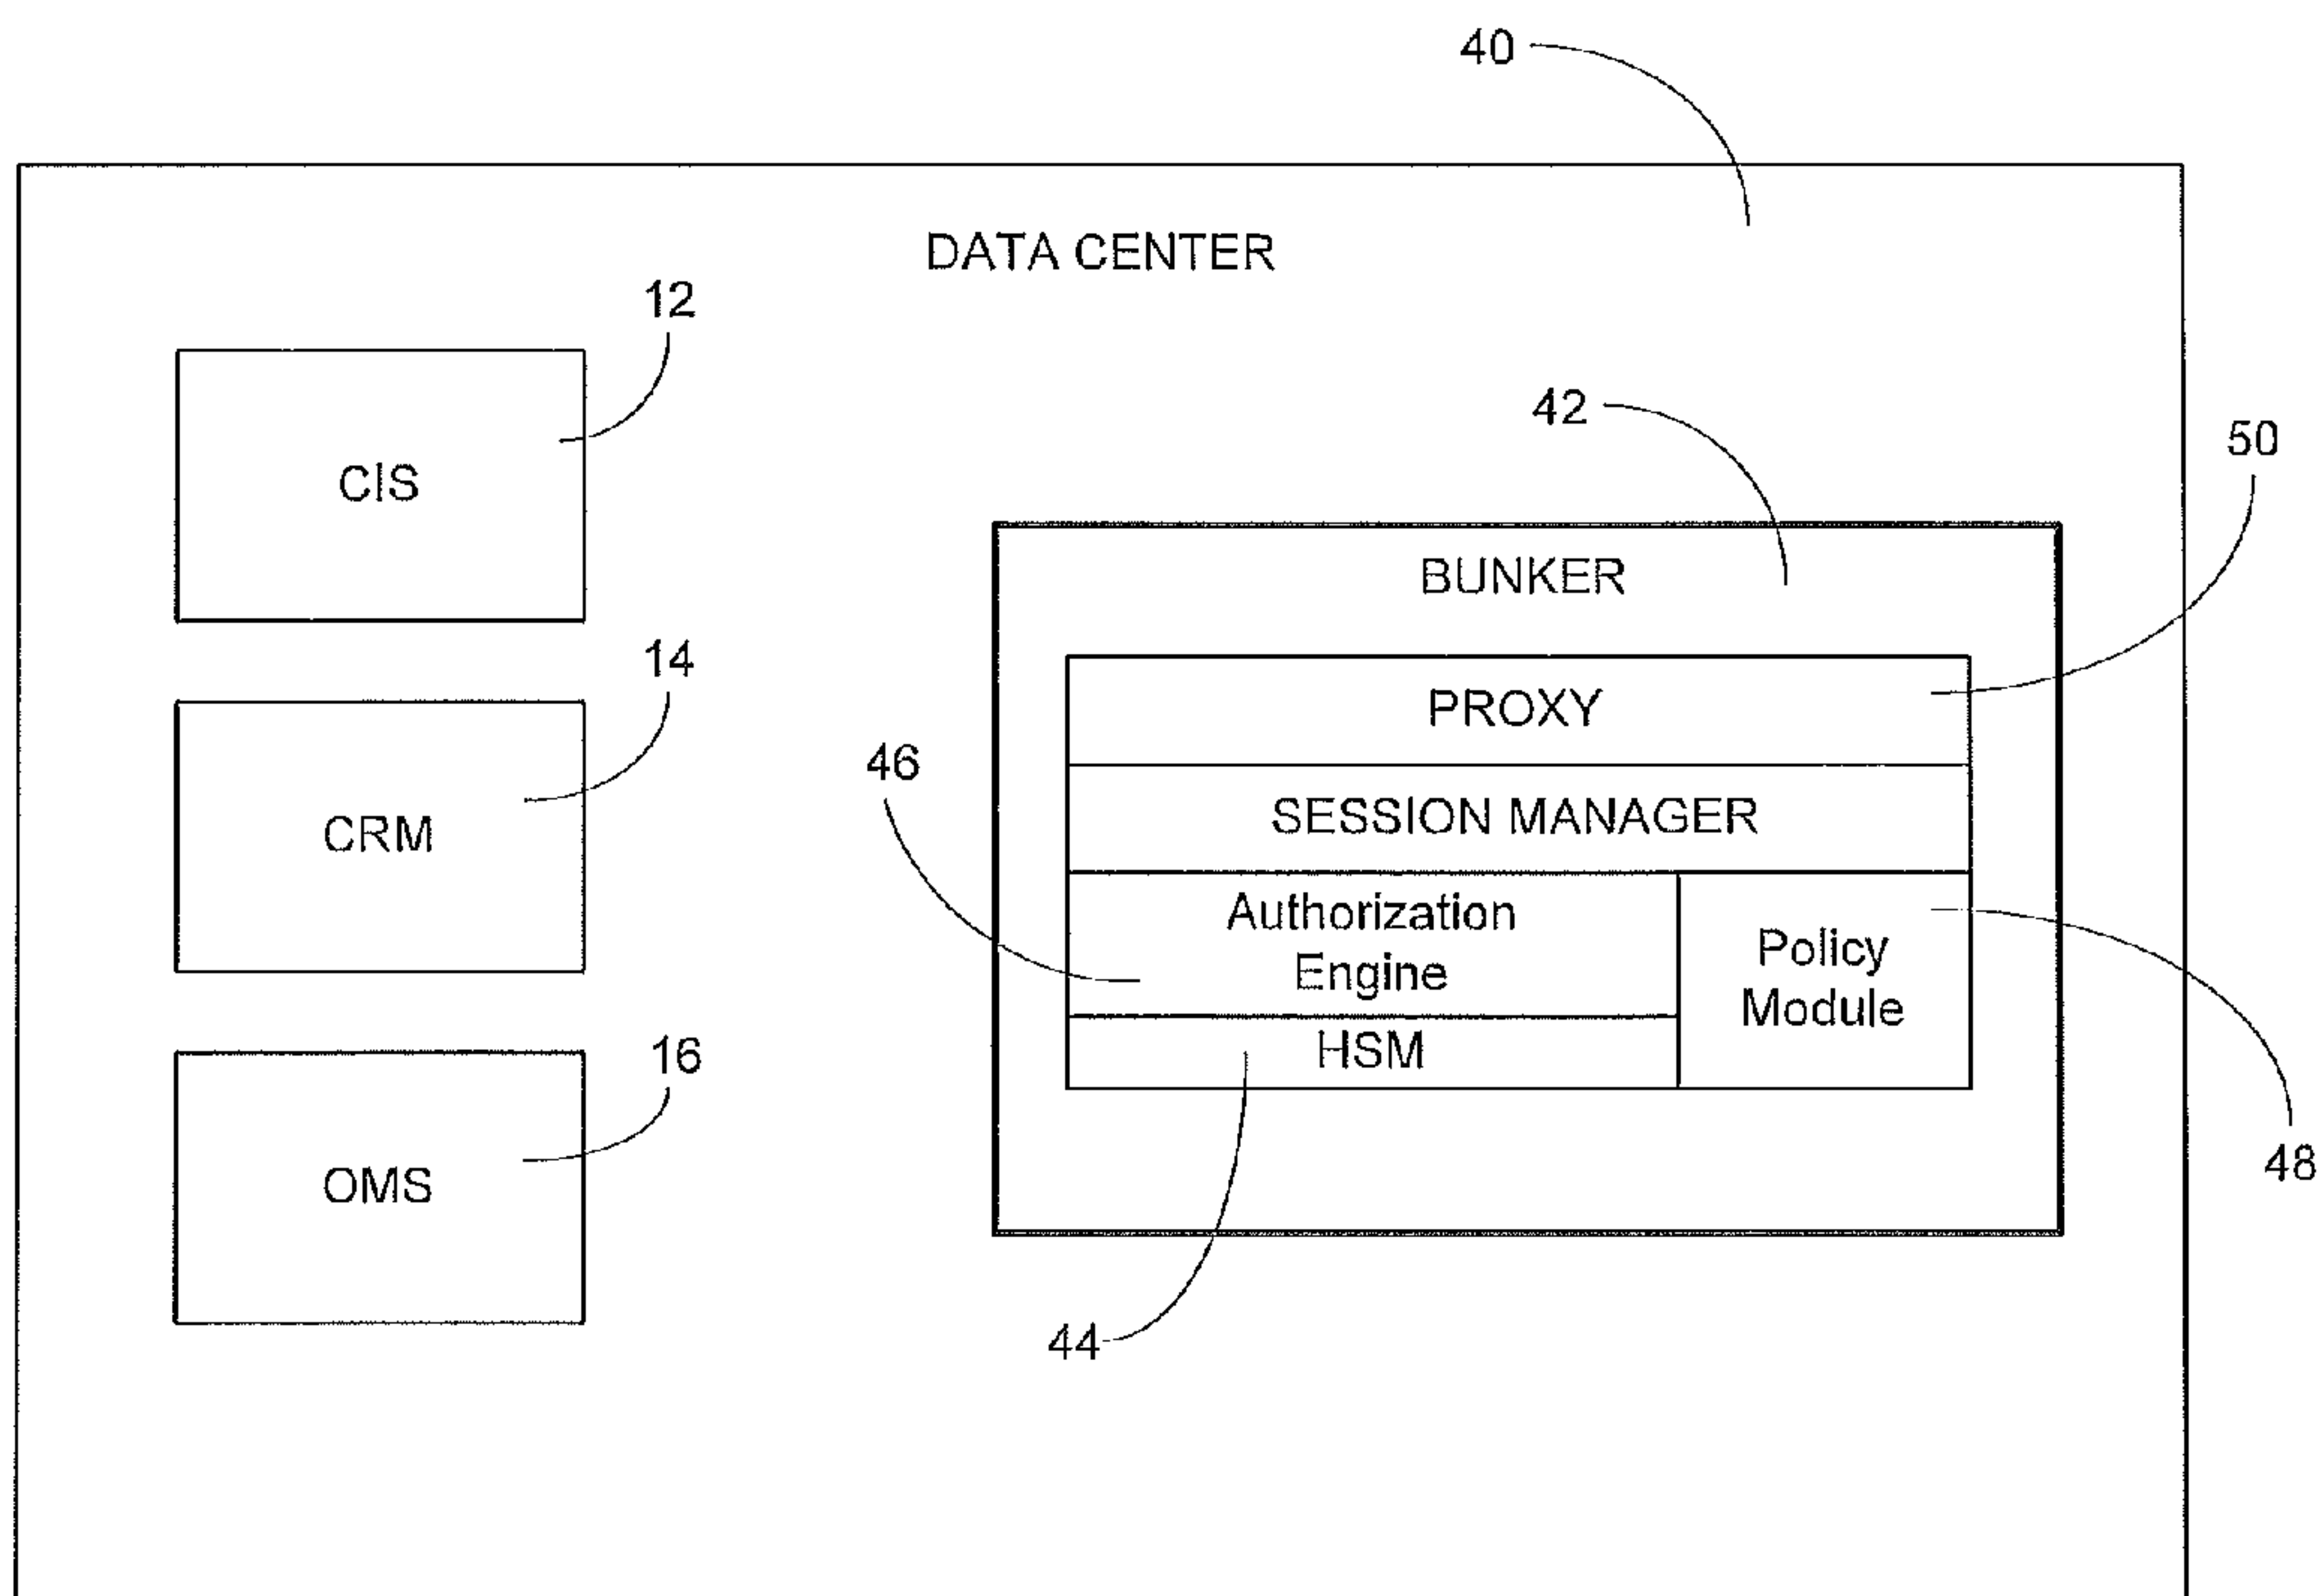 40
DATA CENTER
12
CIS
42
50
BUNKER
14
PROXY
46
SESSION MANAGER
CRM
Authorization
Engine
Policy
Module
HSM
16
48
OMS
44